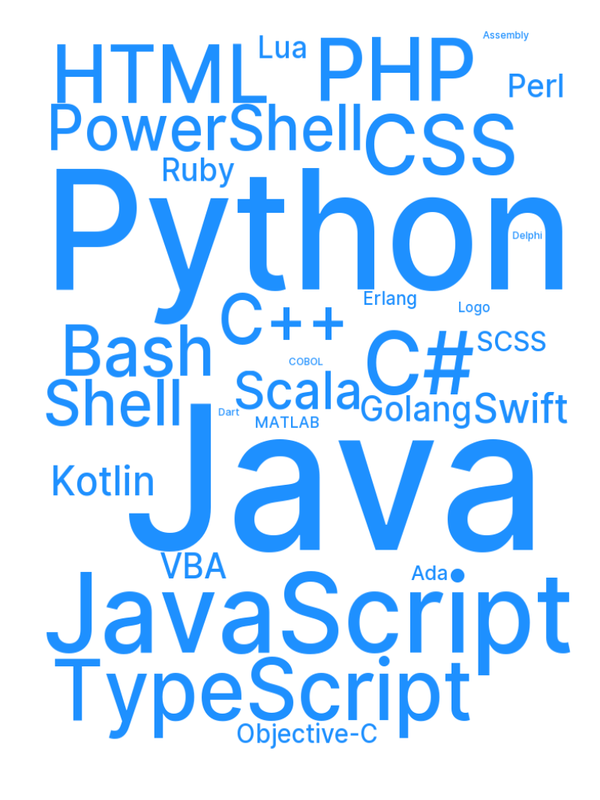 Assembly
HTML
Lua
PHP
Perl
PowerShell
CSS
Ruby
Python
Delphi
C++
Erlang
Logo
Bash
C#
SCSS
COBOL
Shell
Scala
Golang
Swift
Dart
MATLAB
Java
Kotlin
VBA
Ada
JavaScript
TypeScript
Objective-C